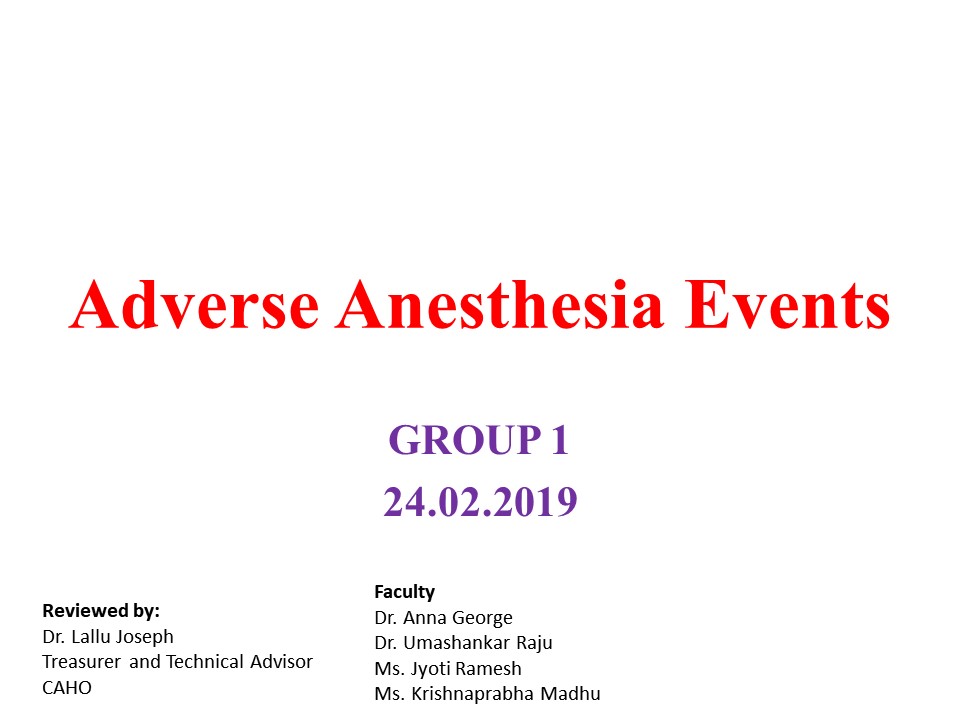 Adverse Anesthesia Events
GROUP 1
24.02.2019
Reviewed by:
Dr. Lallu Joseph
Treasurer and Technical Advisor
CAHO
Faculty
Dr. Anna George
Dr. Umashankar Raju
Ms. Jyoti Ramesh
Ms. Krishnaprabha Madhu